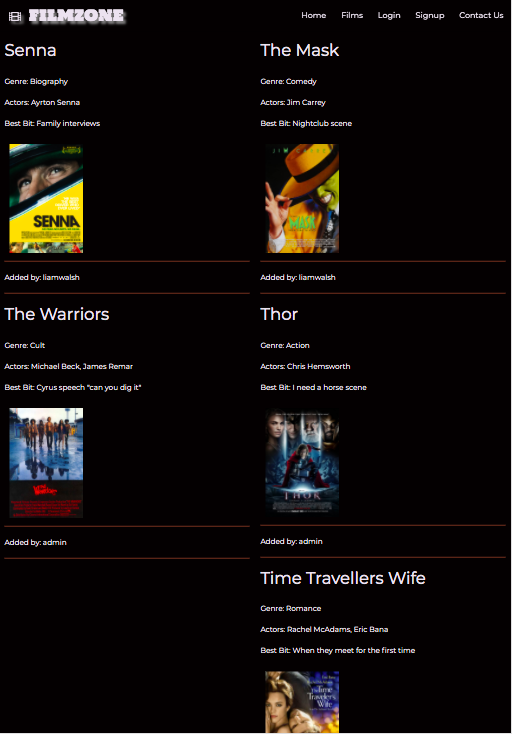 FILMZONE
Home Films Login Signup Contact Us
Senna
Genre: Biography
Actors: Ayrton Senna
Best Bit: Family interviews
SENNA
Added by: liamwalsh
The Mask
Genre: Comedy
Actors: Jim Carrey
Best Bit: Nightclub scene
JIM CARREY
MASK
Added by: liamwalsh
The Warriors
Genre: Cult
Actors: Michael Beck, James Remar
Best Bit: Cyrus speech "can you dig it"
Added by: admin
Thor
Genre: Action
Actors: Chris Hemsworth
Best Bit: I need a horse scene
THOR
Added by: admin
Time Travellers Wife
Genre: Romance
Actors: Rachel McAdams, Eric Bana
Best Bit: When they meet for the first time
The Time
Traveler's
Wife